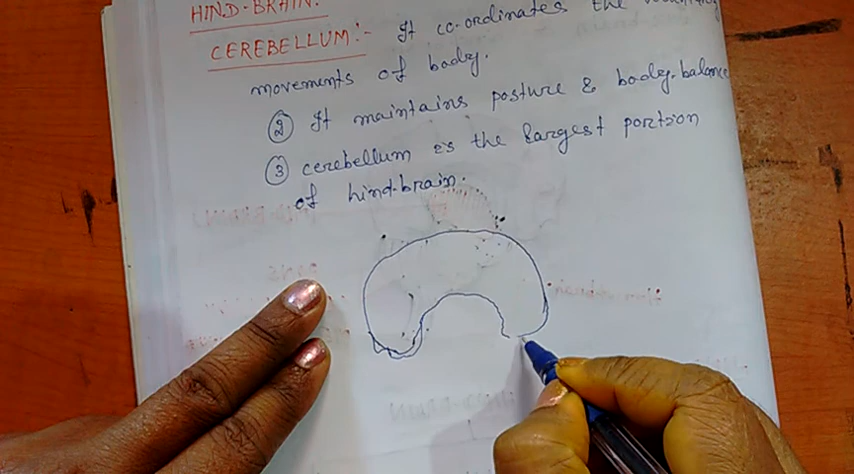 HIND-BRAIN:
CEREBELLUM:- It co-ordinates the
movements of body.
② It maintains posture & body balance
③ cerebellum is the largest portion
of hind-brain.